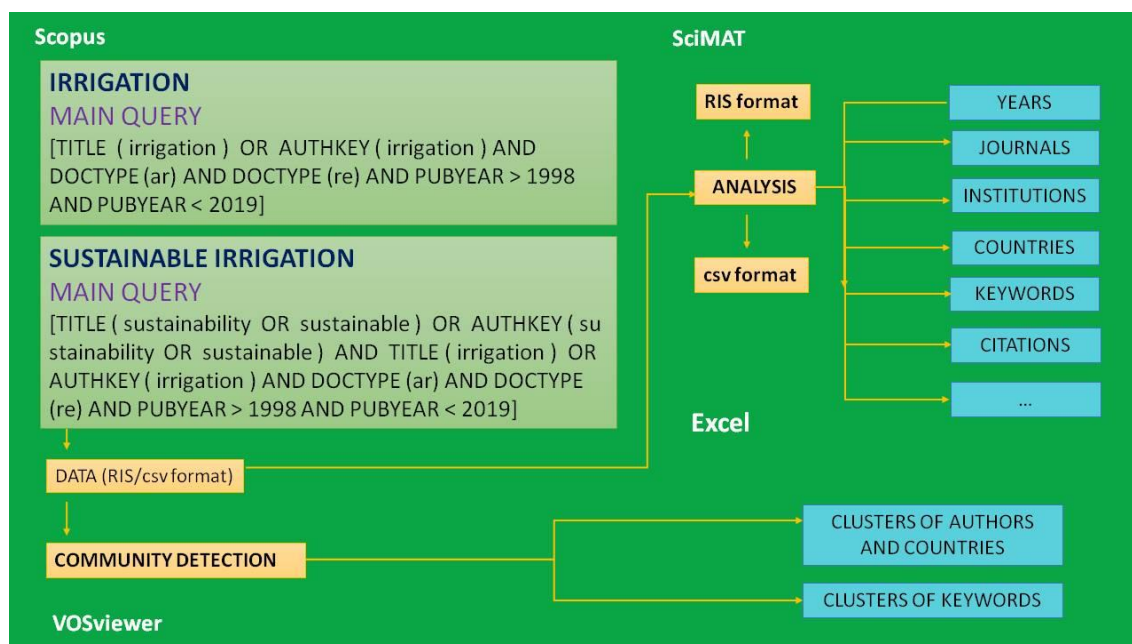 Scopus
IRRIGATION
MAIN QUERY
[TITLE ( irrigation ) OR AUTHKEY ( irrigation ) AND
DOCTYPE (ar) AND DOCTYPE (re) AND PUBYEAR > 1998
AND PUBYEAR < 2019]
SUSTAINABLE IRRIGATION
MAIN QUERY
[TITLE ( sustainability OR sustainable ) OR AUTHKEY ( su
stainability OR sustainable ) AND TITLE ( irrigation ) OR
AUTHKEY ( irrigation ) AND DOCTYPE (ar) AND DOCTYPE
(re) AND PUBYEAR > 1998 AND PUBYEAR < 2019]
DATA (RIS/csv format)
COMMUNITY DETECTION
VOSviewer
SciMAT
RIS format
ANALYSIS
csv format
Excel
YEARS
JOURNALS
INSTITUTIONS
COUNTRIES
KEYWORDS
CITATIONS
...
CLUSTERS OF AUTHORS
AND COUNTRIES
CLUSTERS OF KEYWORDS